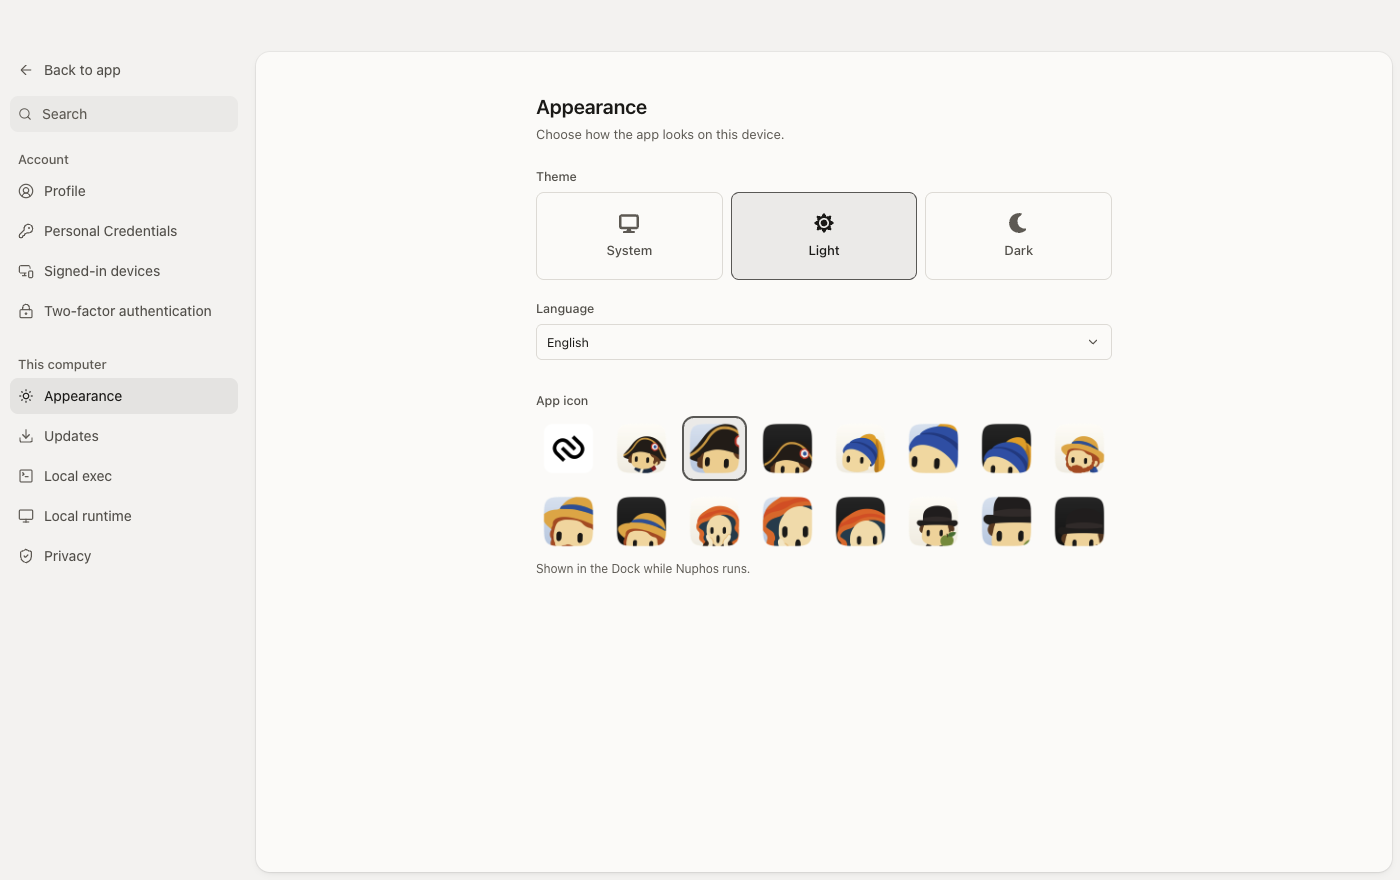 Back to app
Search
Account
Profile
Personal Credentials
Signed-in devices
Two-factor authentication
This computer
Appearance
Updates
Local exec
Local runtime
Privacy
Appearance
Choose how the app looks on this device.
Theme
System
Light
Dark
Language
English
App icon
Shown in the Dock while Nuphos runs.